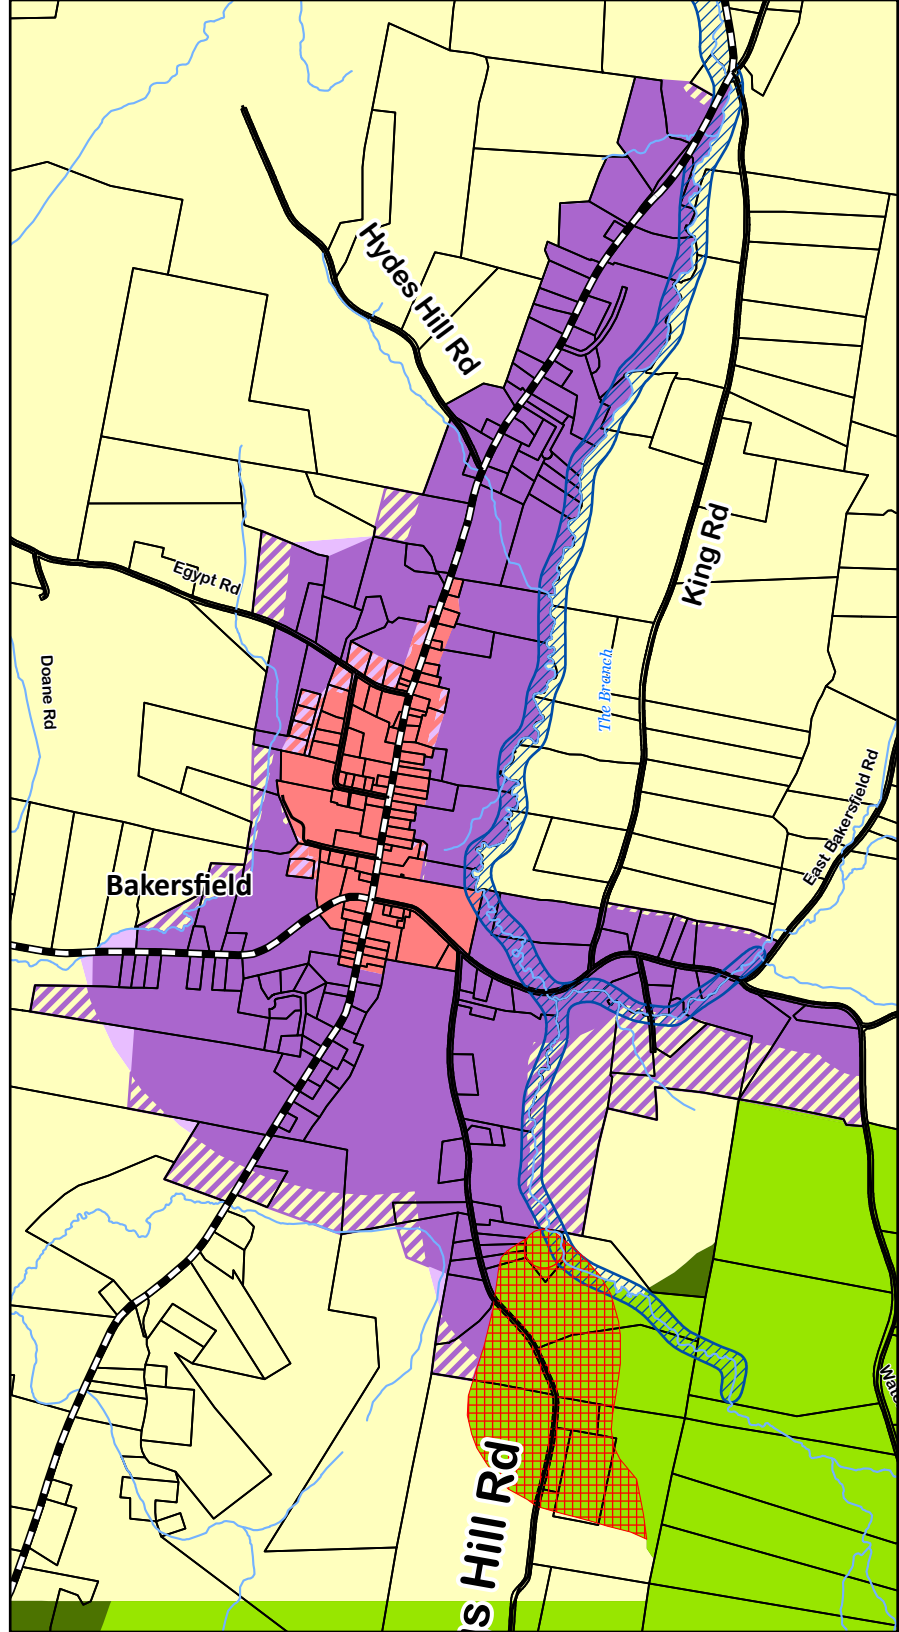 Hydes Hill Rd
King Rd
Egypt Rd
Doane Rd
The Branch
East Bakersfield Rd
Bakersfield
Hill Rd